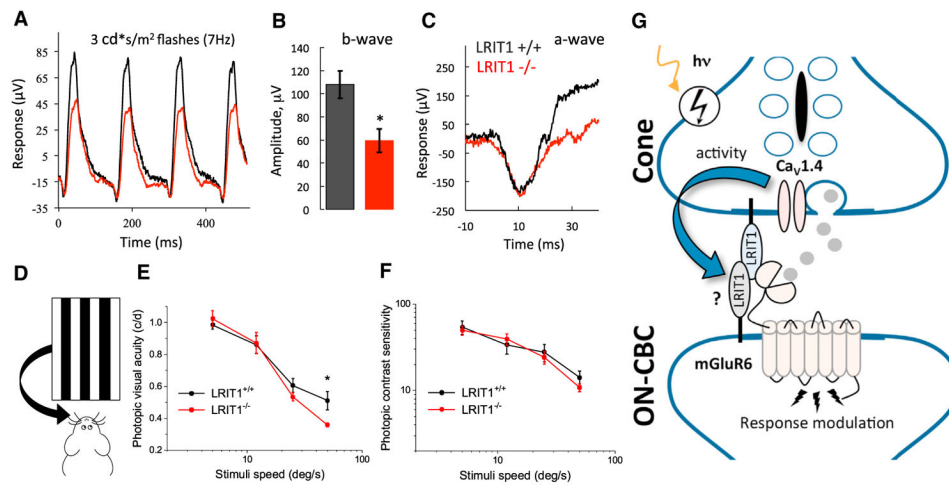 A
3 cd*s/m² flashes (7Hz)
Response (µV)
85
65
45
25
5
-15
-35
0
200
400
Time (ms)
B
b-wave
Amplitude, µV
140
120
100
80
60
40
20
0
*
C
a-wave
LRIT1 +/+
LRIT1 -/-
Response (µV)
250
150
50
-50
-150
-250
-10
10
30
Time (ms)
D
E
Photopic visual acuity (c/d)
1.0
0.8
0.6
0.4
0.2
*
LRIT1+/+
LRIT1-/-
10
100
Stimuli speed (deg/s)
F
Photopic contrast sensitivity
100
10
LRIT1+/+
LRIT1-/-
10
100
Stimuli speed (deg/s)
G
hν
Cone
activity
Cav1.4
LRIT1
LRIT1
?
ON-CBC
mGluR6
Response modulation